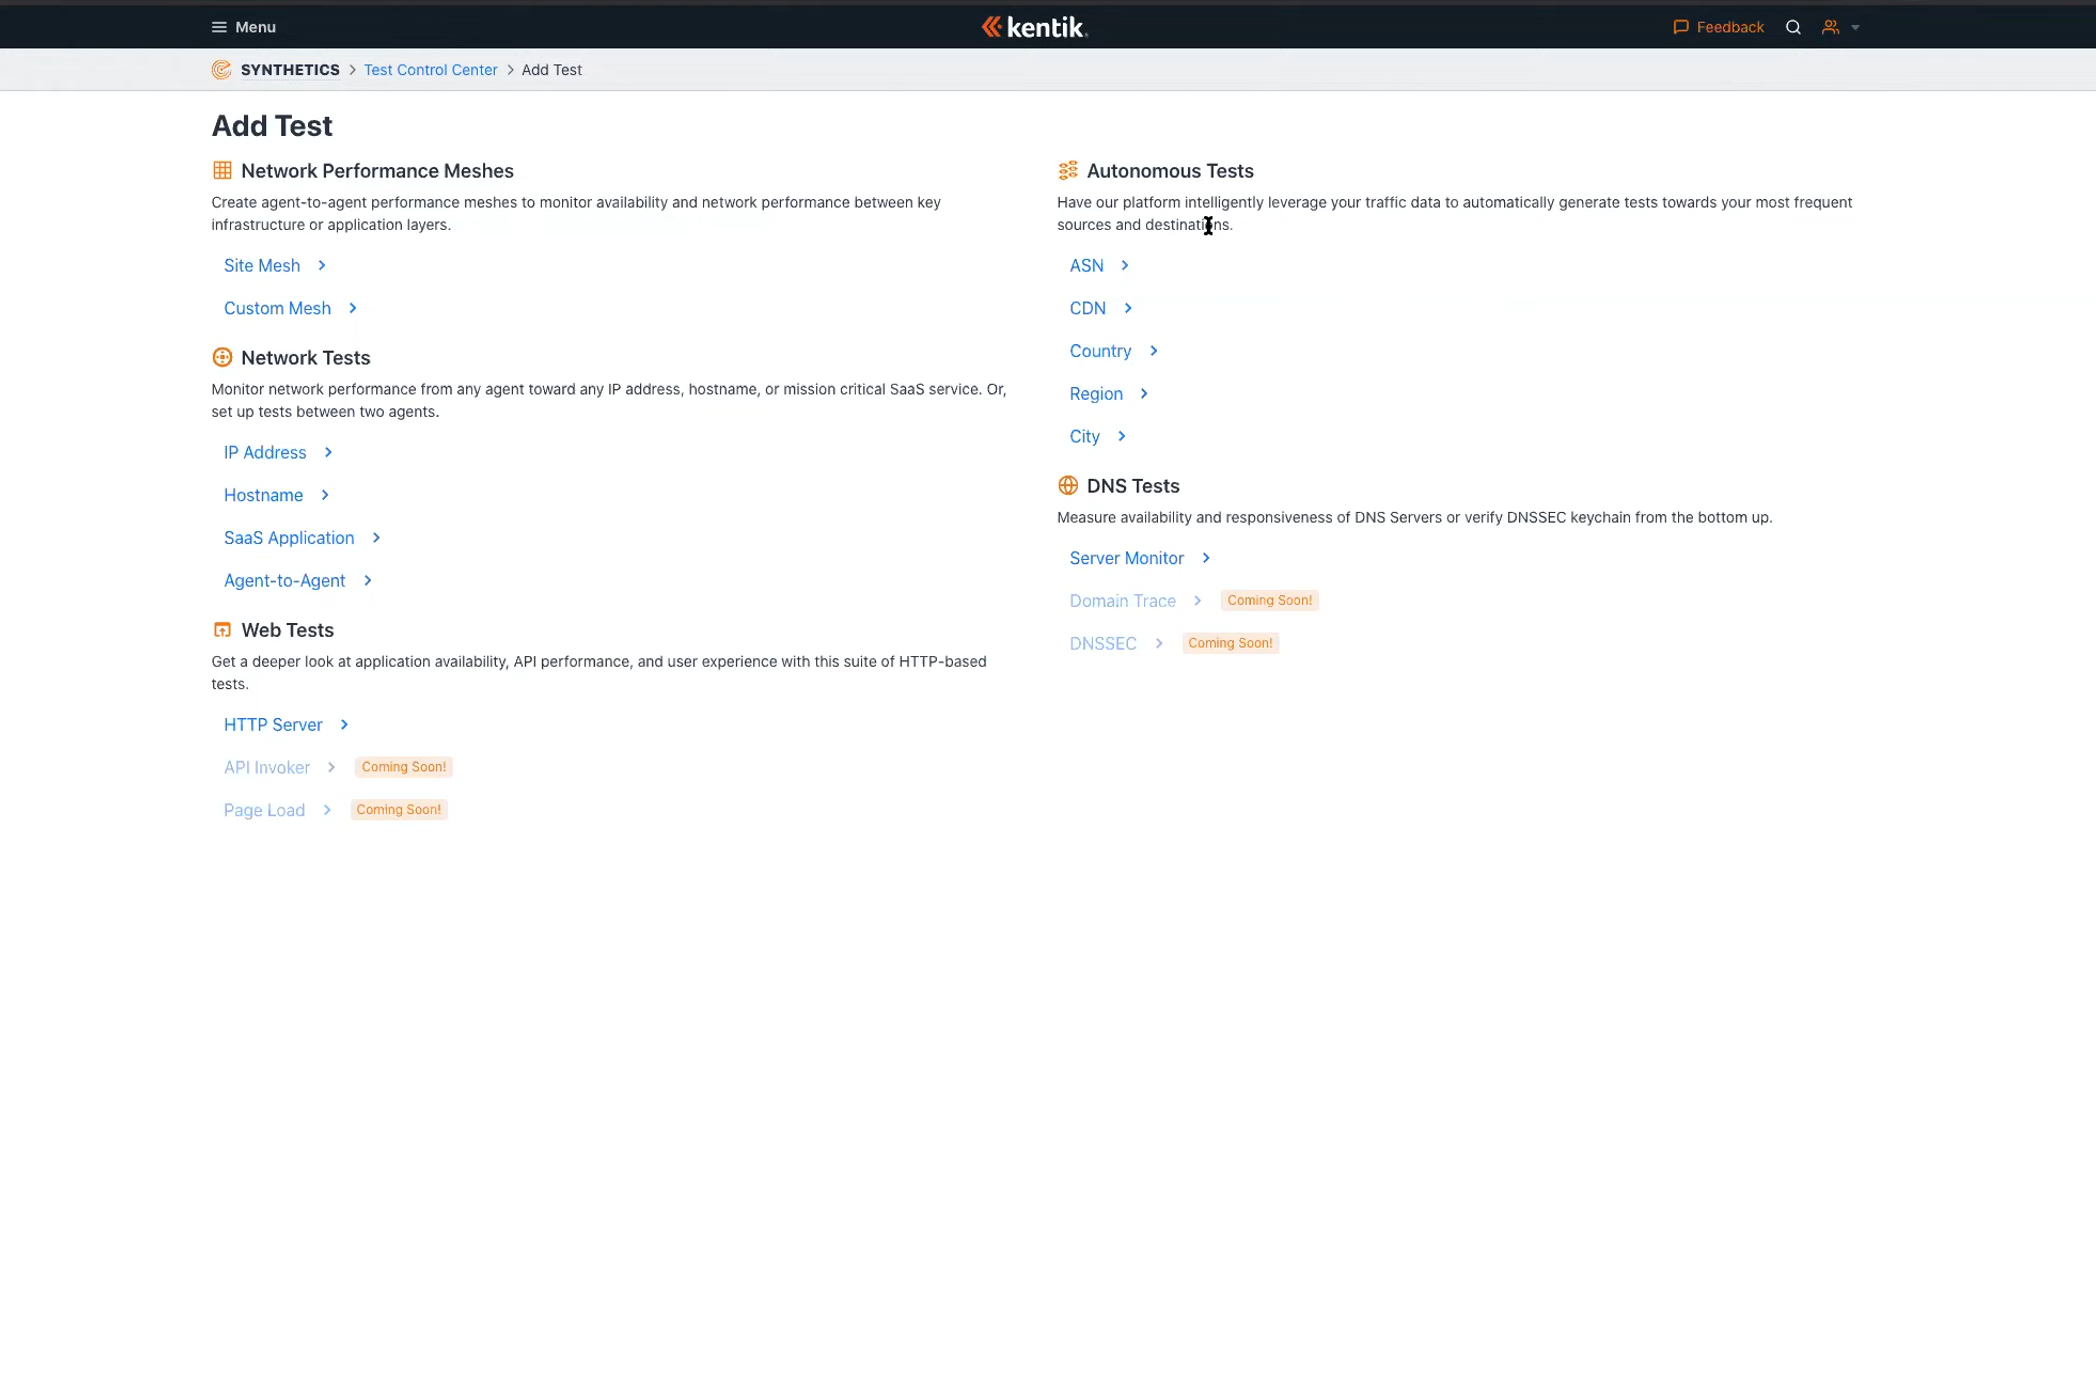 Menu
kentik
Feedback
SYNTHETICS > Test Control Center > Add Test
Add Test
Network Performance Meshes
Create agent-to-agent performance meshes to monitor availability and network performance between key
infrastructure or application layers.
Site Mesh
Custom Mesh
Network Tests
Monitor network performance from any agent toward any IP address, hostname, or mission critical SaaS service. Or,
set up tests between two agents.
IP Address
Hostname
SaaS Application
Agent-to-Agent
Web Tests
Get a deeper look at application availability, API performance, and user experience with this suite of HTTP-based
tests.
HTTP Server
API Invoker Coming Soon!
Page Load Coming Soon!
Autonomous Tests
Have our platform intelligently leverage your traffic data to automatically generate tests towards your most frequent
sources and destinations.
ASN
CDN
Country
Region
City
DNS Tests
Measure availability and responsiveness of DNS Servers or verify DNSSEC keychain from the bottom up.
Server Monitor
Domain Trace Coming Soon!
DNSSEC Coming Soon!